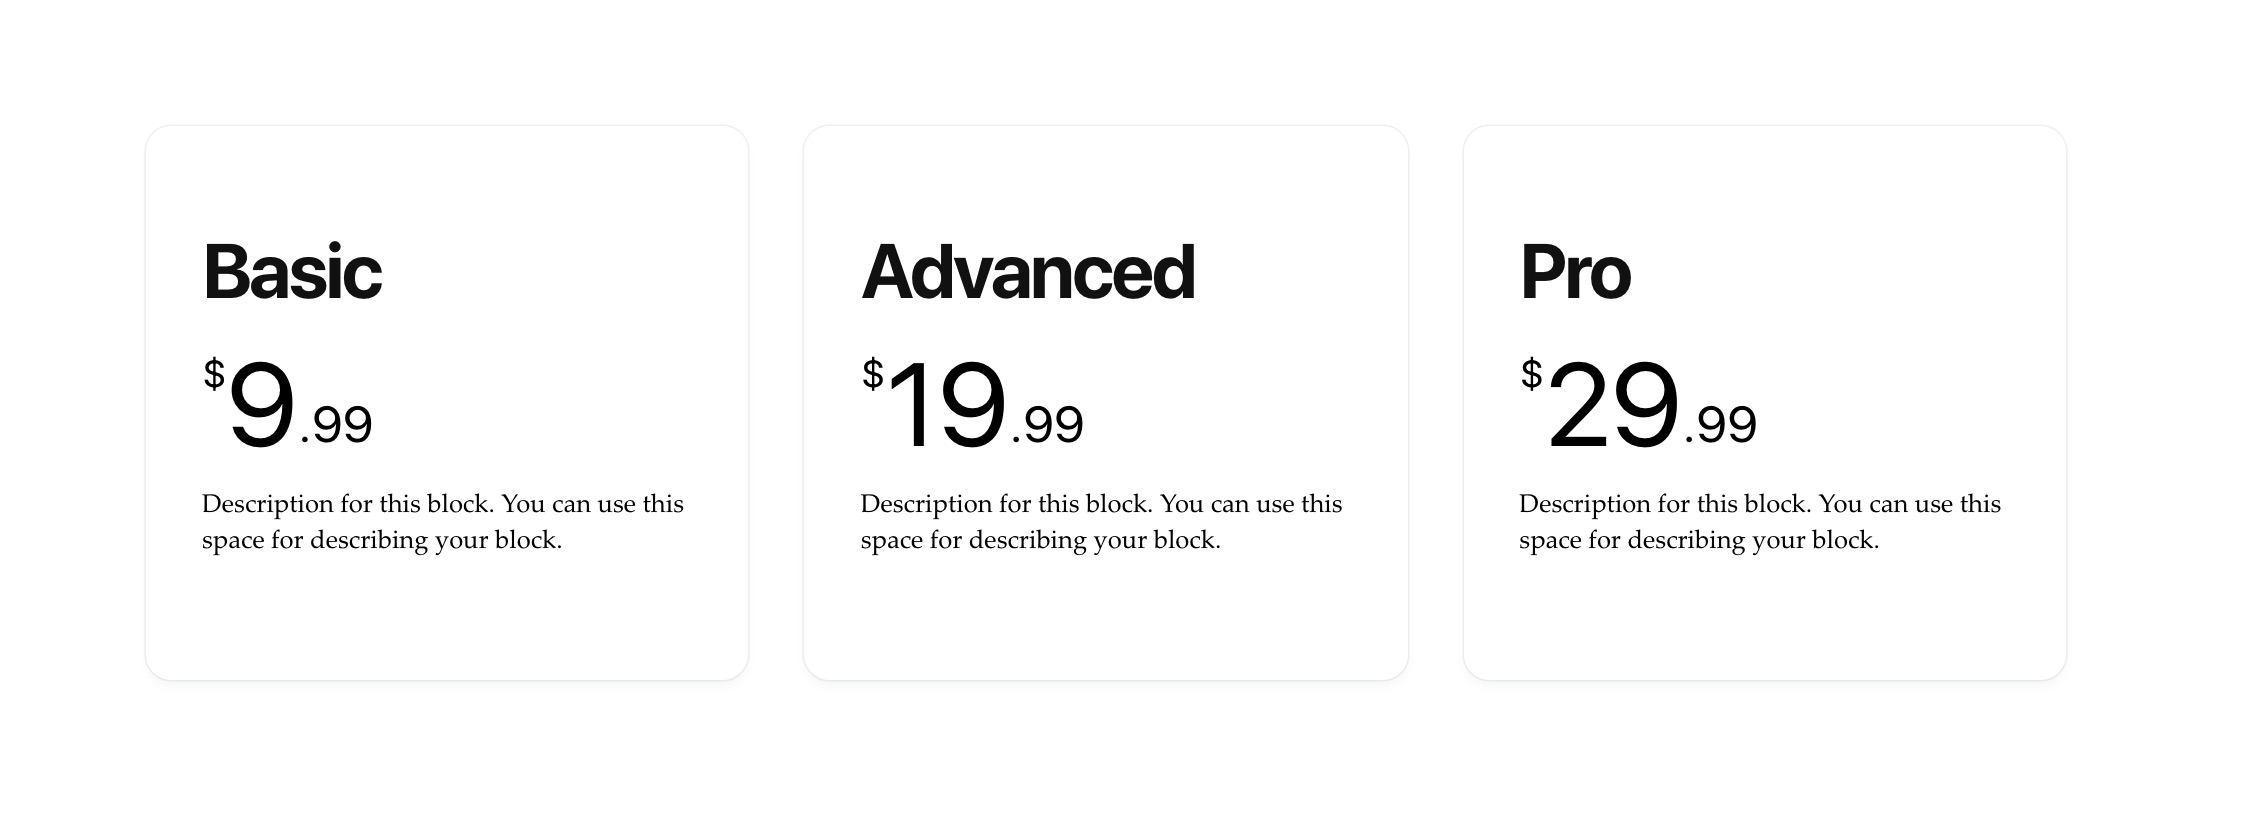 Basic
$9.99
Description for this block. You can use this
space for describing your block.
Advanced
$19.99
Description for this block. You can use this
space for describing your block.
Pro
$29.99
Description for this block. You can use this
space for describing your block.